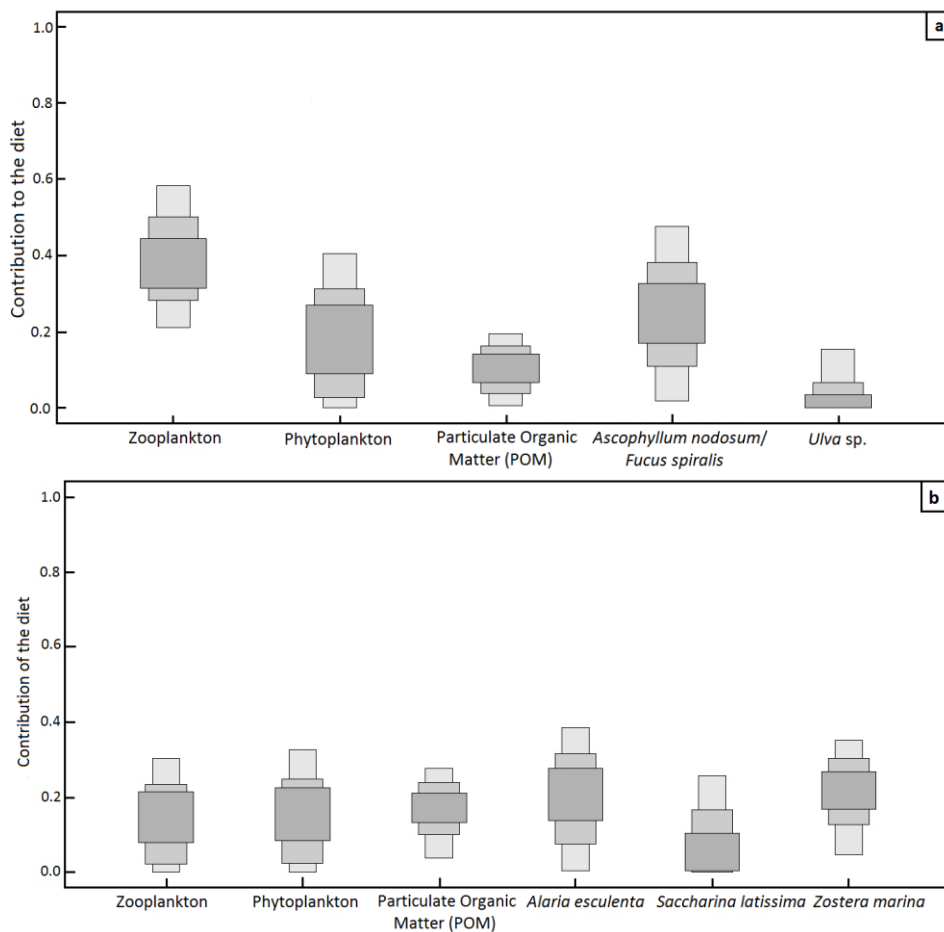 a
Contribution to the diet
1.0
0.8
0.6
0.4
0.2
0.0
Zooplankton
Phytoplankton
Particulate Organic
Matter (POM)
Ascophyllum nodosum/
Fucus spiralis
Ulva sp.
b
Contribution of the diet
1.0
0.8
0.6
0.4
0.2
0.0
Zooplankton
Phytoplankton
Particulate Organic
Matter (POM)
Alaria esculenta
Saccharina latissima
Zostera marina